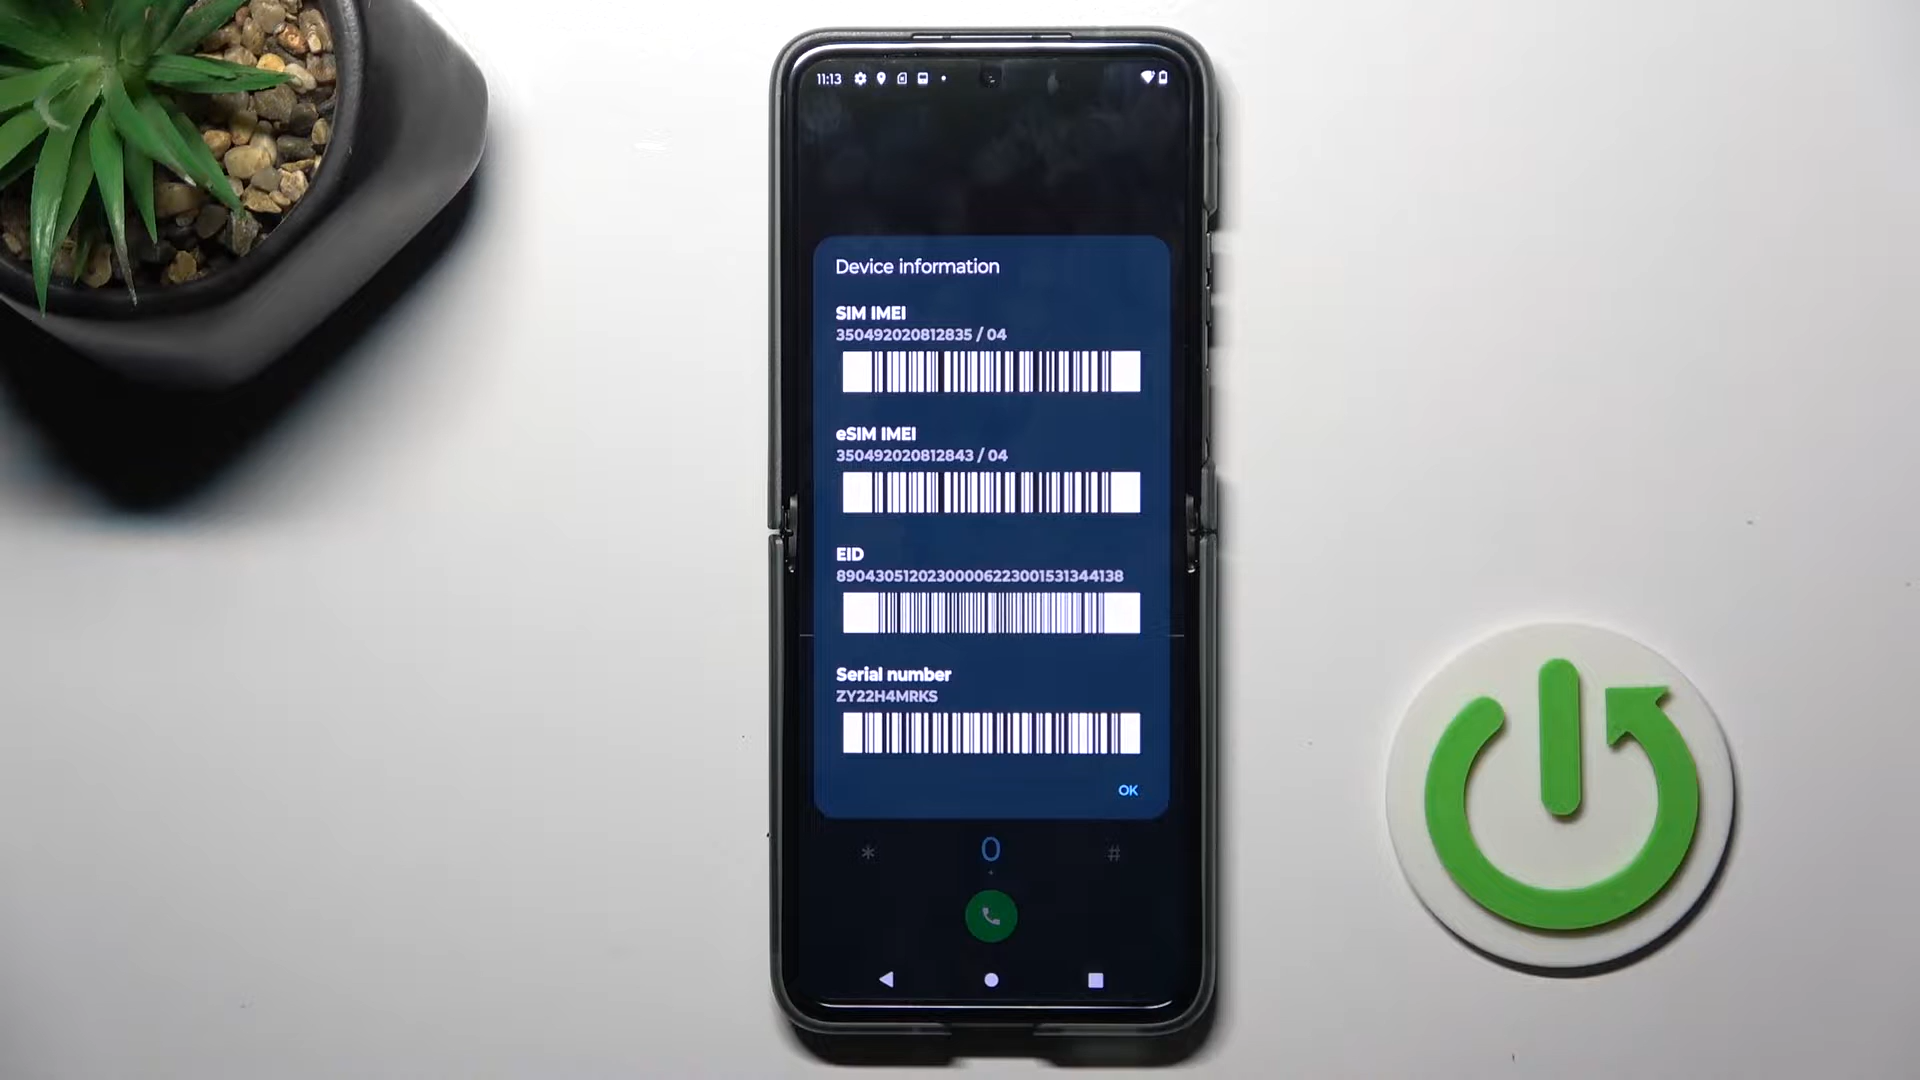 11:13
Device information
SIM IMEI
350492020812835 / 04
eSIM IMEI
350492020812843 / 04
EID
89043051202300006223001531344138
Serial number
ZY22H4MRKS
OK
* 0 #
+